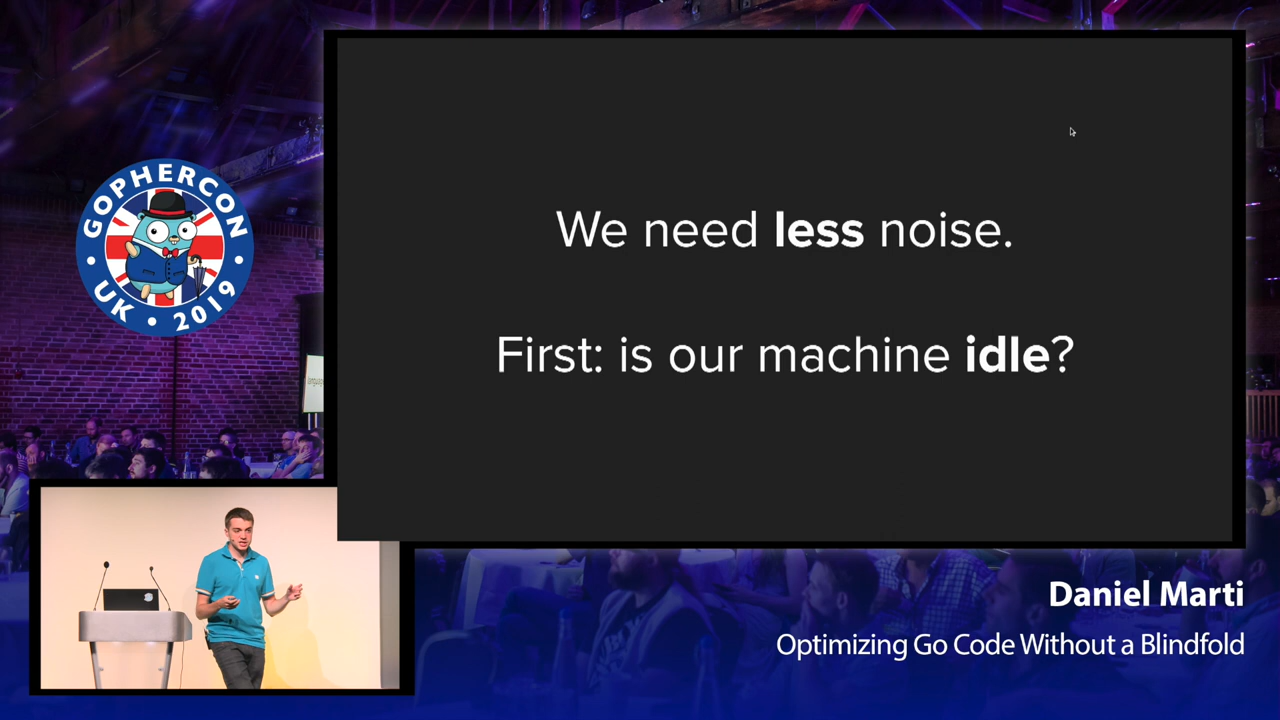 GOPHERCON
UK 2019
We need less noise.
First: is our machine idle?
Daniel Marti
Optimizing Go Code Without a Blindfold